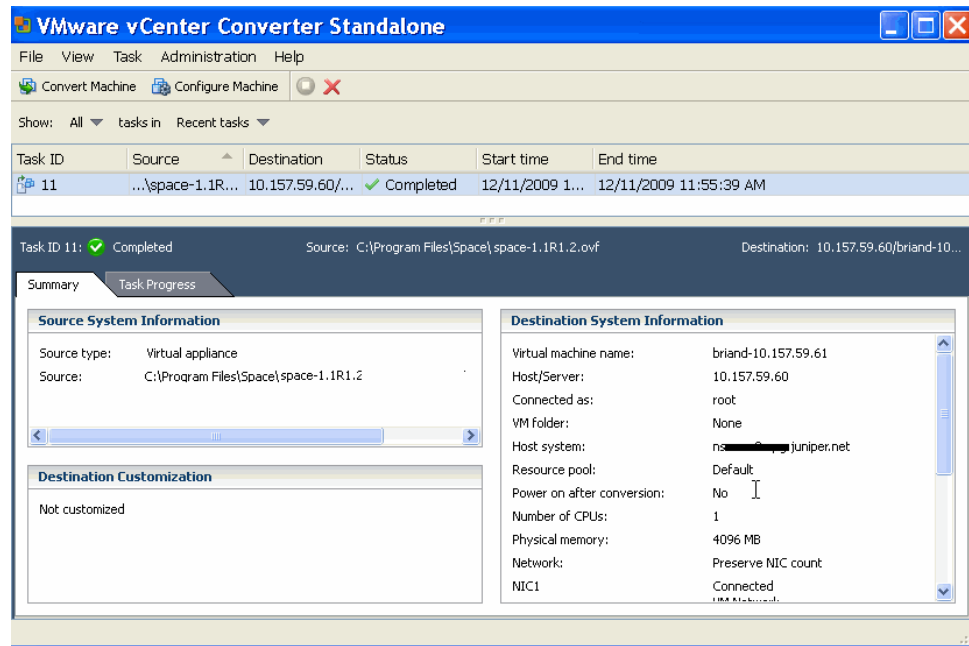 VMware vCenter Converter Standalone
File View Task Administration Help
Convert Machine Configure Machine
Show: All tasks in Recent tasks
Task ID Source Destination Status Start time End time
11 ...\space-1.1R... 10.157.59.60/... Completed 12/11/2009 1... 12/11/2009 11:55:39 AM
Task ID 11: Completed Source: C:\Program Files\Space\space-1.1R1.2.ovf Destination: 10.157.59.60/briand-10...
Summary Task Progress
Source System Information
Source type: Virtual appliance
Source: C:\Program Files\Space\space-1.1R1.2
Destination Customization
Not customized
Destination System Information
Virtual machine name: briand-10.157.59.61
Host/Server: 10.157.59.60
Connected as: root
VM folder: None
Host system: juniper.net
Resource pool: Default
Power on after conversion: No
Number of CPUs: 1
Physical memory: 4096 MB
Network: Preserve NIC count
NIC1 Connected